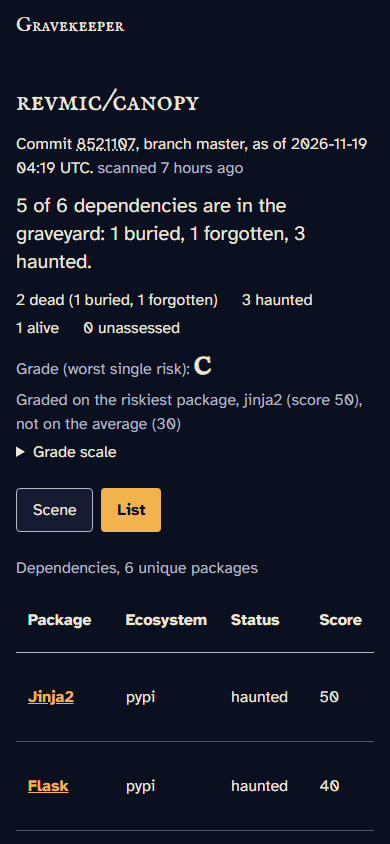 Gravekeeper
revmic/canopy
Commit 8521107, branch master, as of 2026-11-19
04:19 UTC. scanned 7 hours ago
5 of 6 dependencies are in the
graveyard: 1 buried, 1 forgotten, 3
haunted.
2 dead (1 buried, 1 forgotten) 3 haunted
1 alive 0 unassessed
Grade (worst single risk): C
Graded on the riskiest package, jinja2 (score 50),
not on the average (30)
▶ Grade scale
Scene List
Dependencies, 6 unique packages
Package Ecosystem Status Score
Jinja2 pypi haunted 50
Flask pypi haunted 40